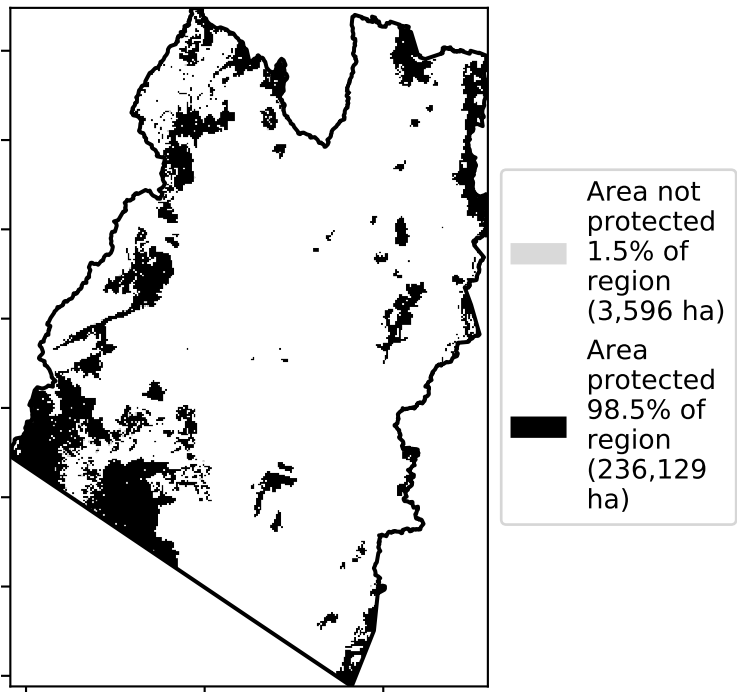 Area not
protected
1.5% of
region
(3,596 ha)
Area
protected
98.5% of
region
(236,129
ha)